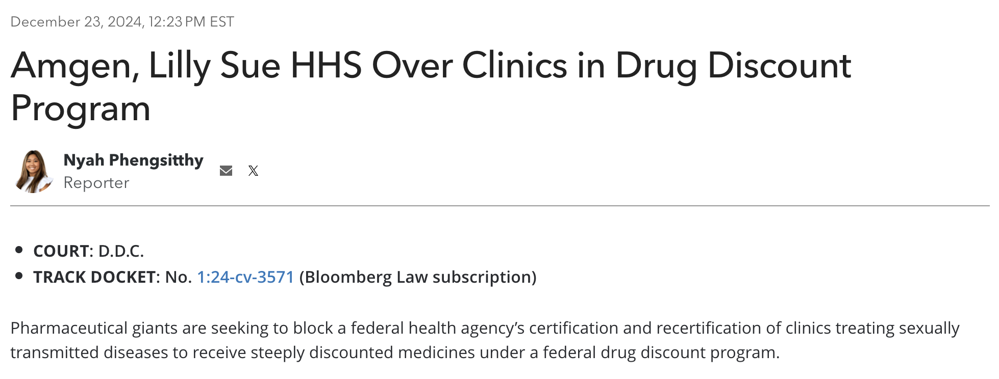 December 23, 2024, 12:23 PM EST
Amgen, Lilly Sue HHS Over Clinics in Drug Discount
Program
Nyah Phengsitthy
Reporter
• COURT: D.D.C.
• TRACK DOCKET: No. 1:24-cv-3571 (Bloomberg Law subscription)
Pharmaceutical giants are seeking to block a federal health agency’s certification and recertification of clinics treating sexually
transmitted diseases to receive steeply discounted medicines under a federal drug discount program.